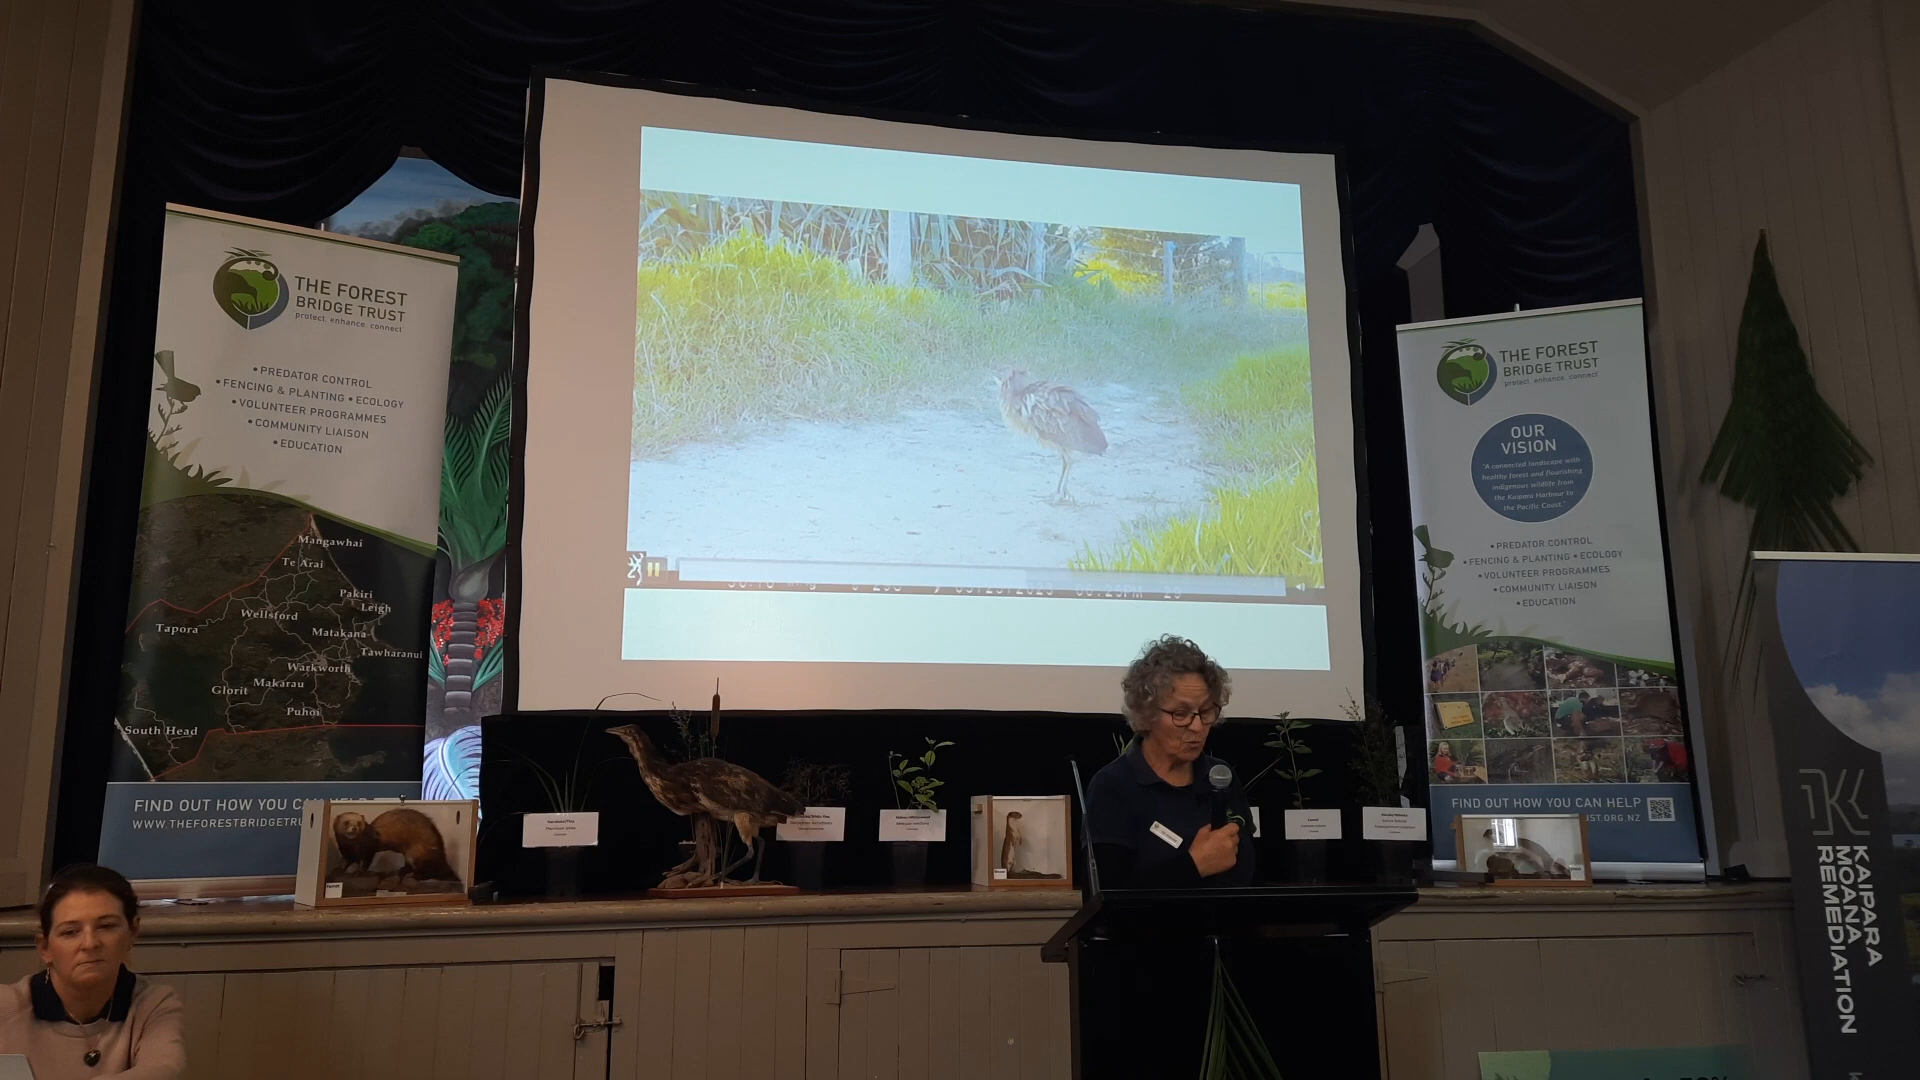 THE FOREST
BRIDGE TRUST
protect. enhance. connect
• PREDATOR CONTROL
• FENCING & PLANTING • ECOLOGY
• VOLUNTEER PROGRAMMES
• COMMUNITY LIAISON
• EDUCATION
Mangawhai
Te Arai
Pakiri
Leigh
Wellsford
Tapora
Matakana
Tawharanui
Warkworth
Makarau
Glorit
Puhoi
South Head
FIND OUT HOW YOU CAN HELP
WWW.THEFORESTBRIDGETRU
THE FOREST
BRIDGE TRUST
protect. enhance. connect
OUR
VISION
"A connected landscape with
healthy forest and flourishing
indigenous wildlife from
the Kaipara Harbour to
the Pacific Coast."
• PREDATOR CONTROL
• FENCING & PLANTING • ECOLOGY
• VOLUNTEER PROGRAMMES
• COMMUNITY LIAISON
• EDUCATION
FIND OUT HOW YOU CAN HELP
UST.ORG.NZ
KAIPARA
MOANA
REMEDIATION